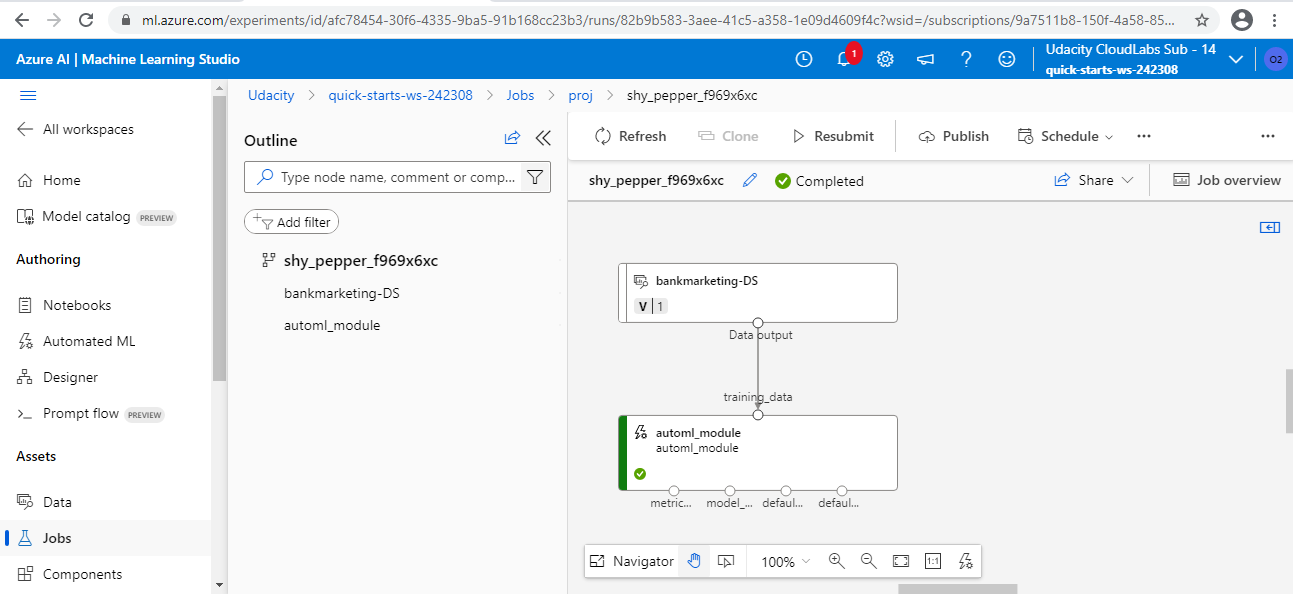 ml.azure.com/experiments/id/afc78454-30f6-4335-9ba5-91b168cc23b3/runs/82b9b583-3aee-41c5-a358-1e09d4609f4c?wsid=/subscriptions/9a7511b8-150f-4a58-85...
Azure AI | Machine Learning Studio
1
Udacity CloudLabs Sub - 14
quick-starts-ws-242308
O2
All workspaces
Home
Model catalog PREVIEW
Authoring
Notebooks
Automated ML
Designer
Prompt flow PREVIEW
Assets
Data
Jobs
Components
Udacity > quick-starts-ws-242308 > Jobs > proj > shy_pepper_f969x6xc
Outline
Type node name, comment or comp...
Add filter
shy_pepper_f969x6xc
bankmarketing-DS
automl_module
Refresh Clone Resubmit Publish Schedule
shy_pepper_f969x6xc Completed Share Job overview
bankmarketing-DS
V 1
Data output
training_data
automl_module
automl_module
metric... model_... defaul... defaul...
Navigator 100% 1:1